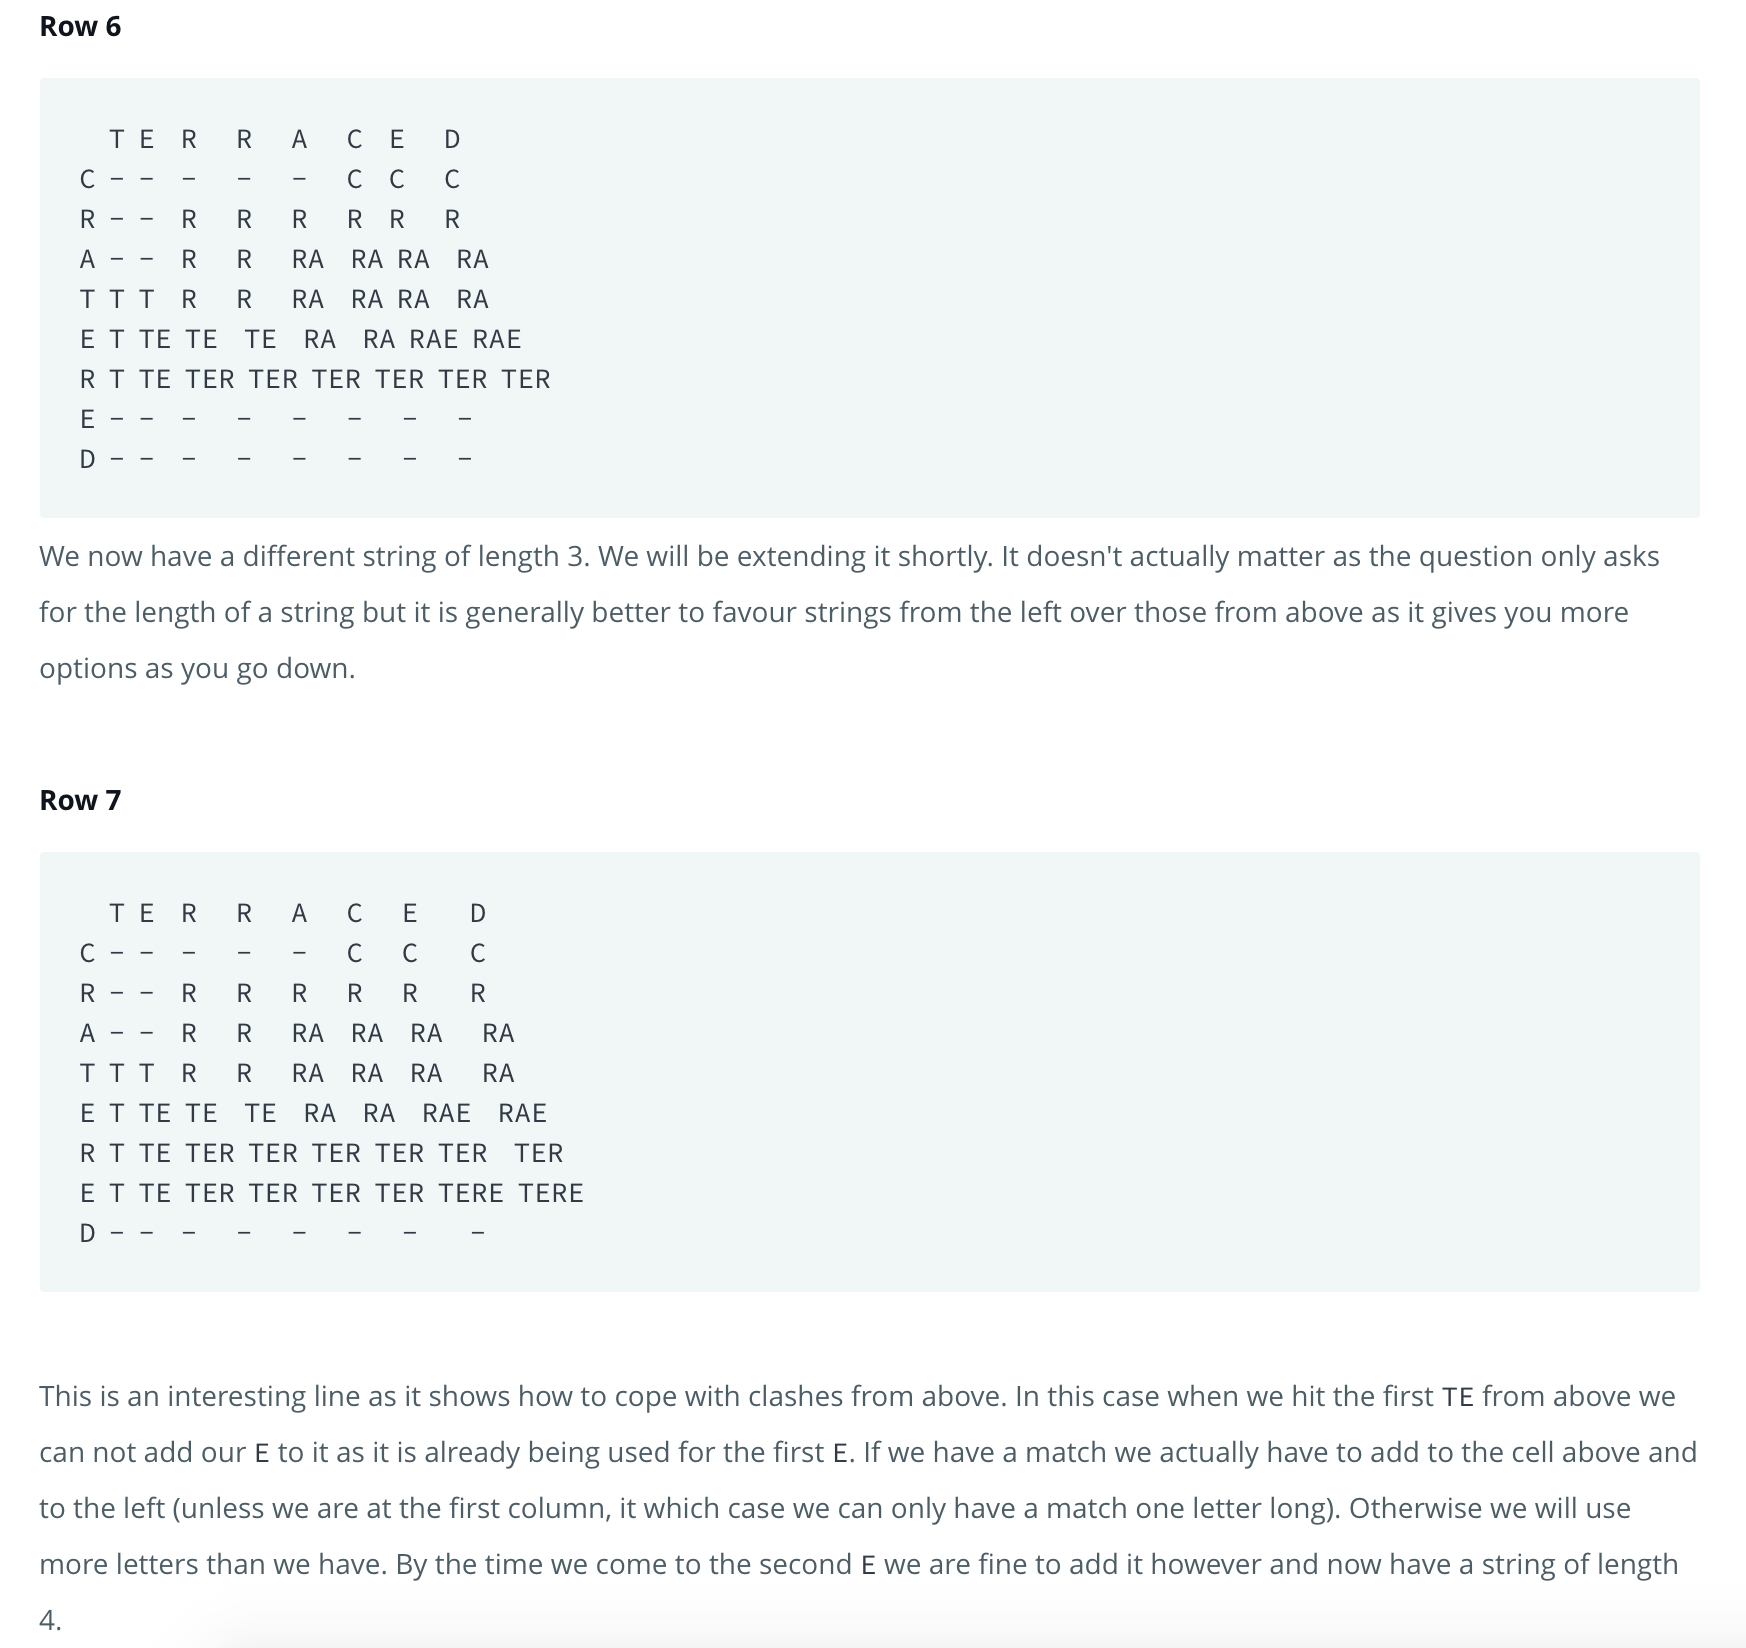 Row 6
T E R R A C E D
C - - - - - C C C
R - - R R R R R R
A - - R R RA RA RA RA
T T T R R RA RA RA RA
E T TE TE TE RA RA RAE RAE
R T TE TER TER TER TER TER TER
E - - - - - - - -
D - - - - - - - -
We now have a different string of length 3. We will be extending it shortly. It doesn't actually matter as the question only asks
for the length of a string but it is generally better to favour strings from the left over those from above as it gives you more
options as you go down.
Row 7
T E R R A C E D
C - - - - - C C C
R - - R R R R R R
A - - R R RA RA RA RA
T T T R R RA RA RA RA
E T TE TE TE RA RA RAE RAE
R T TE TER TER TER TER TER TER
E T TE TER TER TER TER TERE TERE
D - - - - - - - -
This is an interesting line as it shows how to cope with clashes from above. In this case when we hit the first TE from above we
can not add our E to it as it is already being used for the first E. If we have a match we actually have to add to the cell above and
to the left (unless we are at the first column, it which case we can only have a match one letter long). Otherwise we will use
more letters than we have. By the time we come to the second E we are fine to add it however and now have a string of length
4.